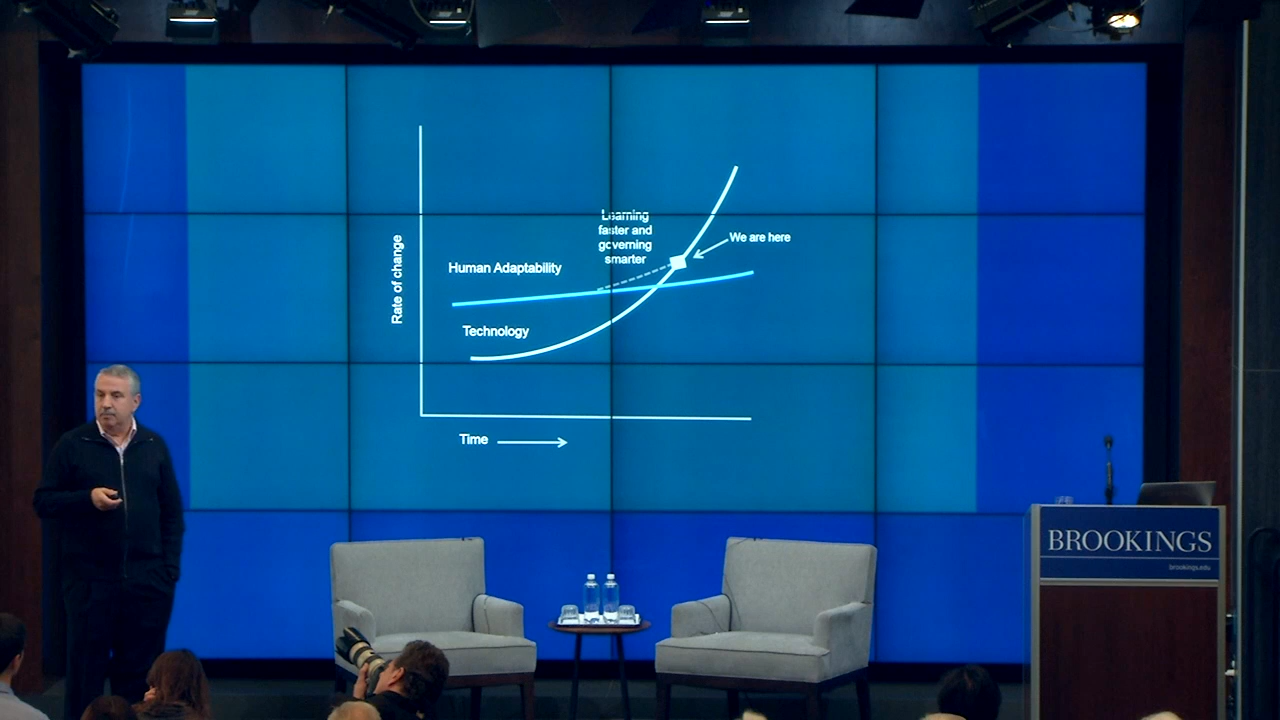 Learning
faster and
governing
smarter
We are here
Human Adaptability
Rate of change
Technology
Time
BROOKINGS
brookings.edu